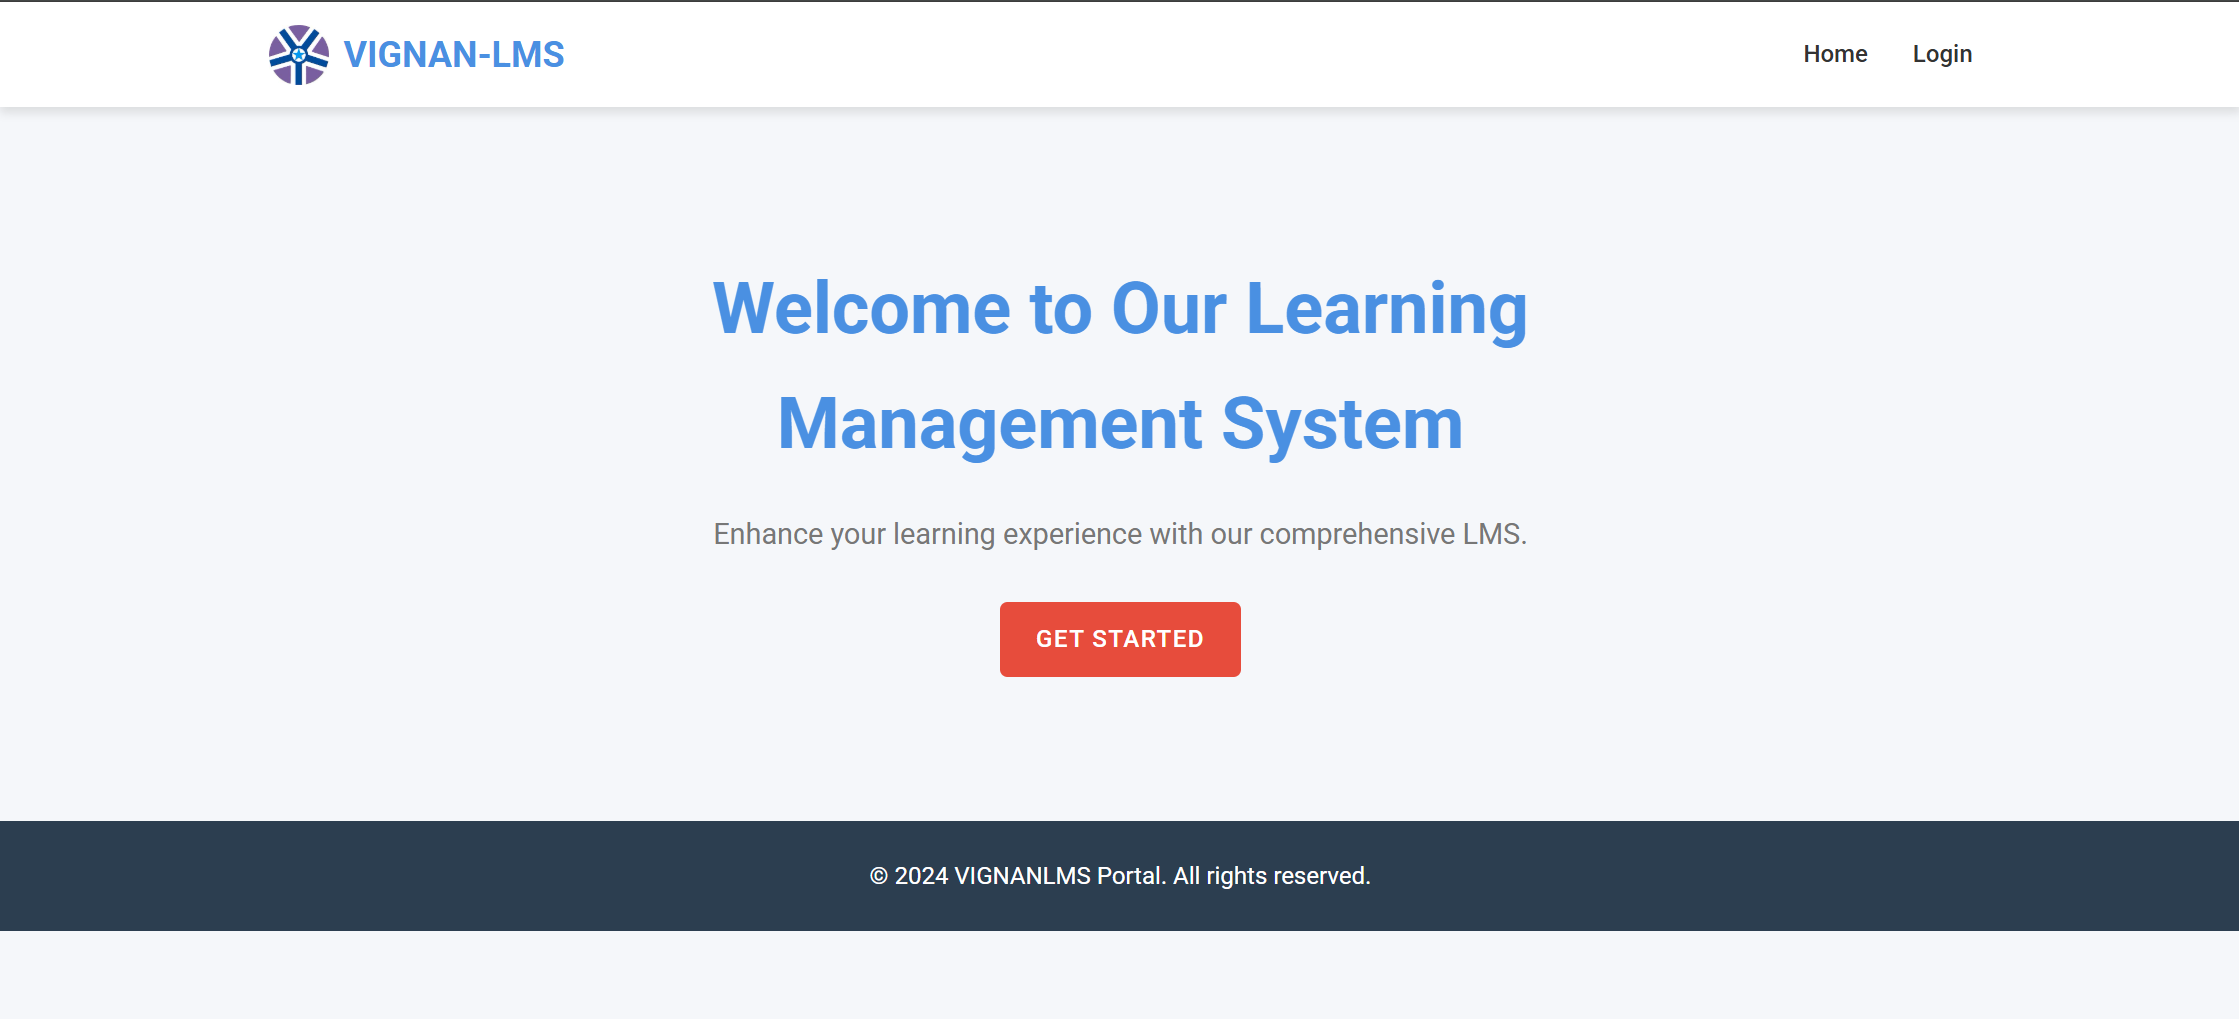 VIGNAN-LMS
Home
Login
Welcome to Our Learning
Management System
Enhance your learning experience with our comprehensive LMS.
GET STARTED
© 2024 VIGNANLMS Portal. All rights reserved.